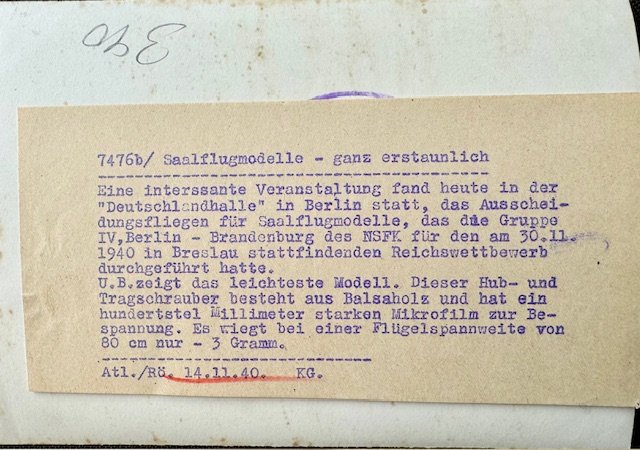 7476b/ Saalflugmodelle - ganz erstaunlich
Eine interssante Veranstaltung fand heute in der
"Deutschlandhalle" in Berlin statt, das Ausschei-
dungsfliegen für Saalflugmodelle, das die Gruppe
IV,Berlin - Brandenburg des NSFK für den am 30.11.
1940 in Breslau stattfindenden Reichswettbewerb
durchgeführt hatte.
U.B.zeigt das leichteste Modell. Dieser Hub- und
Tragschrauber besteht aus Balsaholz und hat ein
hundertstel Millimeter starken Mikrofilm zur Be-
spannung. Es wiegt bei einer Flügelspannweite von
80 cm nur - 3 Gramm.
Atl./Rö. 14.11.40. KG.